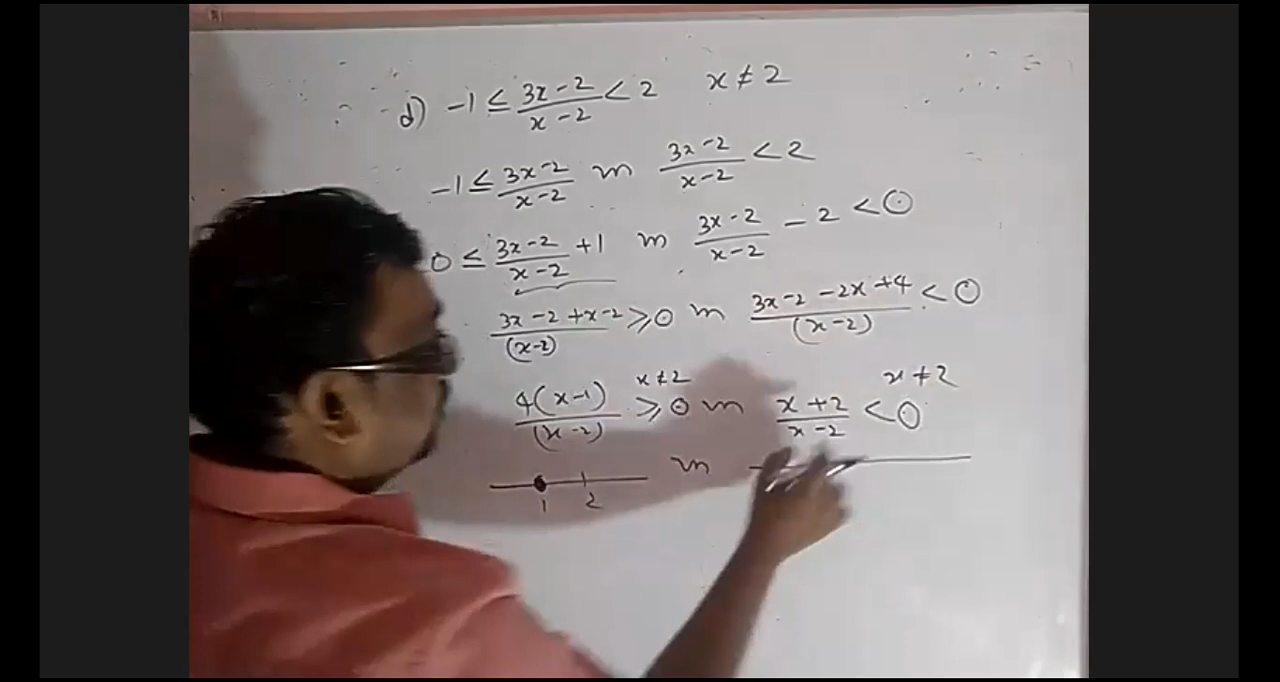 d) -1 ≤ (3x-2)/(x-2) < 2   x ≠ 2
-1 ≤ (3x-2)/(x-2) m (3x-2)/(x-2) < 2
0 ≤ (3x-2)/(x-2) + 1 m (3x-2)/(x-2) - 2 < 0
(3x-2+x-2)/(x-2) ≥ 0 m (3x-2-2x+4)/(x-2) < 0
x ≠ 2   x ≠ 2
4(x-1)/(x-2) ≥ 0 m (x+2)/(x-2) < 0
m
1 2